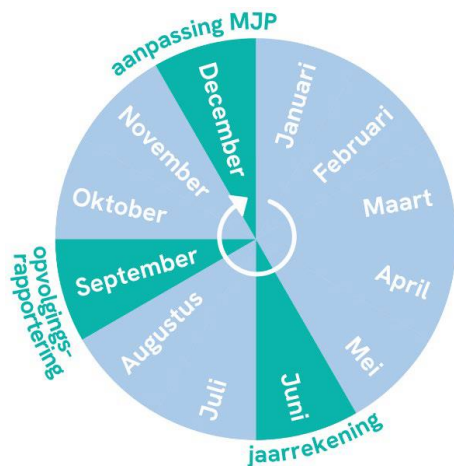 aanpassing MJP
Januari
Februari
Maart
April
Mei
Juni
jaarrekening
Juli
Augustus
September
opvolgings-
rapportering
Oktober
November
December